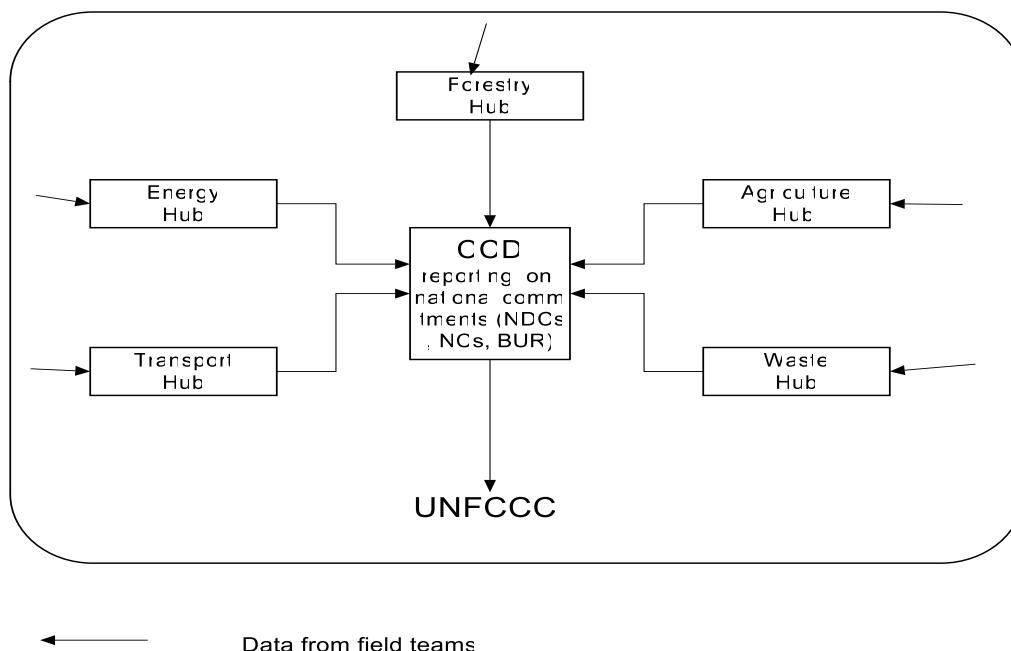 Forestry
Hub
Energy
Hub
Agriculture
Hub
CCD
reporting on
national comm
itments (NDCs
, NCs, BUR)
Transport
Hub
Waste
Hub
UNFCCC
Data from field teams